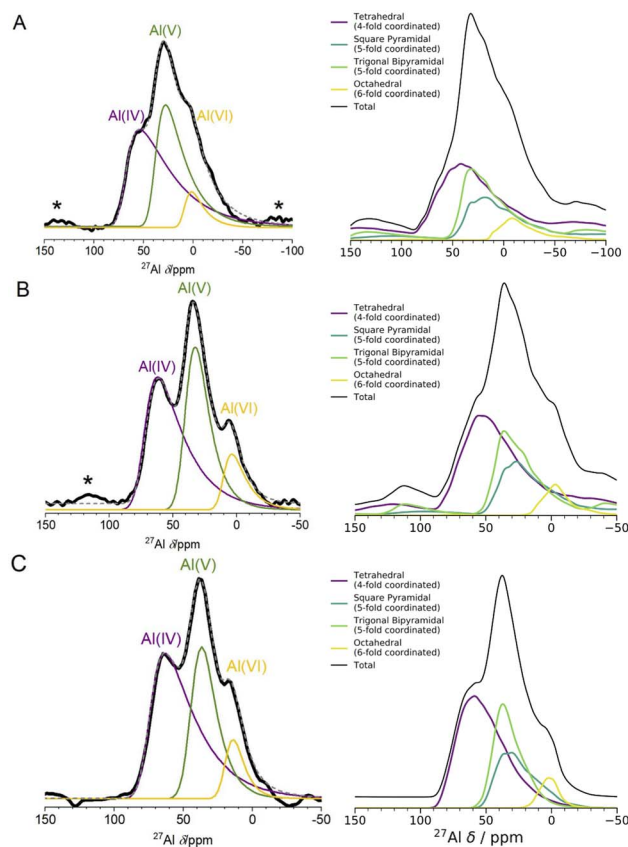 A
Al(V)
Al(IV)
Al(VI)
*
*
150 100 50 0 -50 -100
²⁷Al δ/ppm
Tetrahedral
(4-fold coordinated)
Square Pyramidal
(5-fold coordinated)
Trigonal Bipyramidal
(5-fold coordinated)
Octahedral
(6-fold coordinated)
Total
150 100 50 0 −50 −100
²⁷Al δ/ppm
B
Al(V)
Al(IV)
Al(VI)
*
150 100 50 0 -50
²⁷Al δ/ppm
Tetrahedral
(4-fold coordinated)
Square Pyramidal
(5-fold coordinated)
Trigonal Bipyramidal
(5-fold coordinated)
Octahedral
(6-fold coordinated)
Total
150 100 50 0 −50
²⁷Al δ/ppm
C
Al(V)
Al(IV)
Al(VI)
150 100 50 0 -50
²⁷Al δ/ppm
Tetrahedral
(4-fold coordinated)
Square Pyramidal
(5-fold coordinated)
Trigonal Bipyramidal
(5-fold coordinated)
Octahedral
(6-fold coordinated)
Total
150 100 50 0 −50
²⁷Al δ / ppm